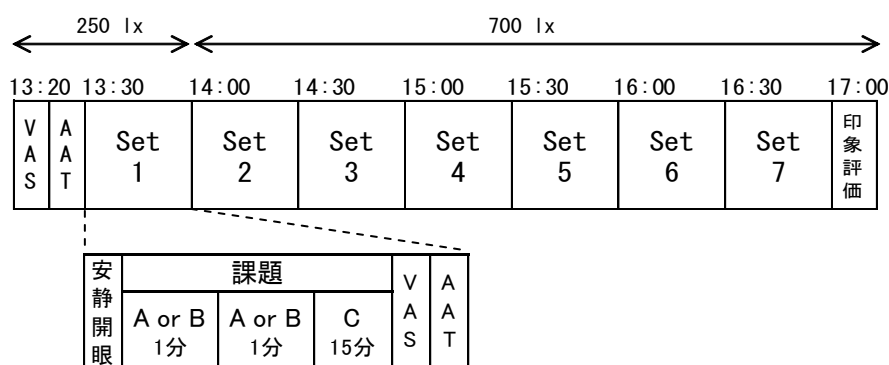 250 lx 700 lx
13:20 13:30 14:00 14:30 15:00 15:30 16:00 16:30 17:00
VAS AAT Set 1 Set 2 Set 3 Set 4 Set 5 Set 6 Set 7 印象評価
安静開眼 課題 VAS AAT
A or B A or B C
1分 1分 15分